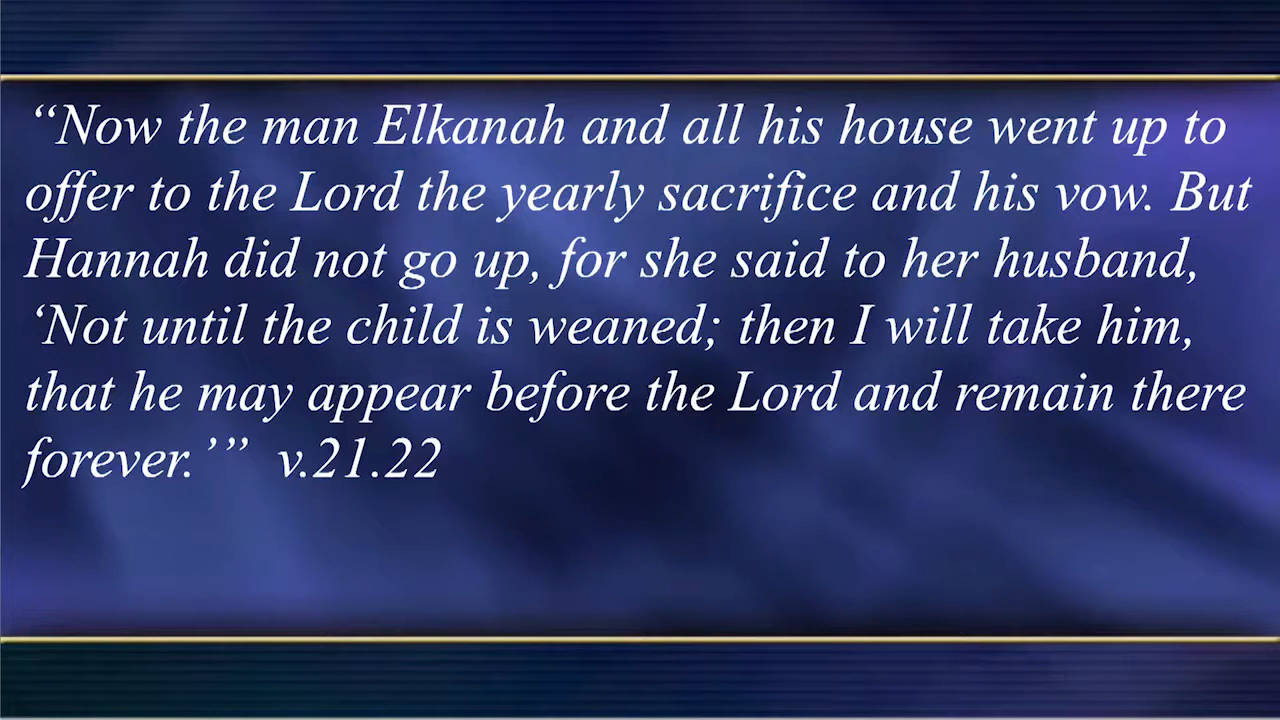 “Now the man Elkanah and all his house went up to
offer to the Lord the yearly sacrifice and his vow. But
Hannah did not go up, for she said to her husband,
‘Not until the child is weaned; then I will take him,
that he may appear before the Lord and remain there
forever.’”  v.21.22